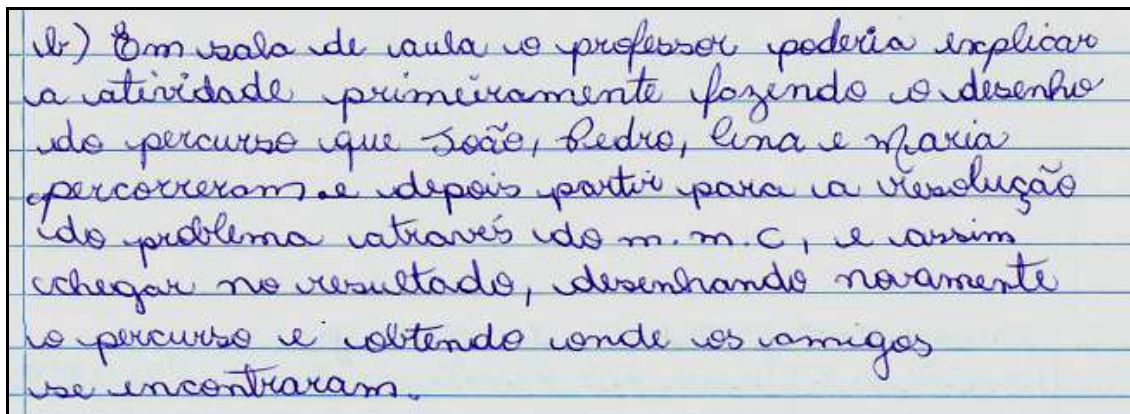 b) Em sala de aula o professor poderia explicar
a atividade primeiramente fazendo o desenho
do percurso que João, Pedro, Ana e Maria
percorreram e depois partir para a resolução
do problema através do m.m.c, e assim
chegar no resultado, desenhando novamente
o percurso e obtendo onde os amigos
se encontraram.